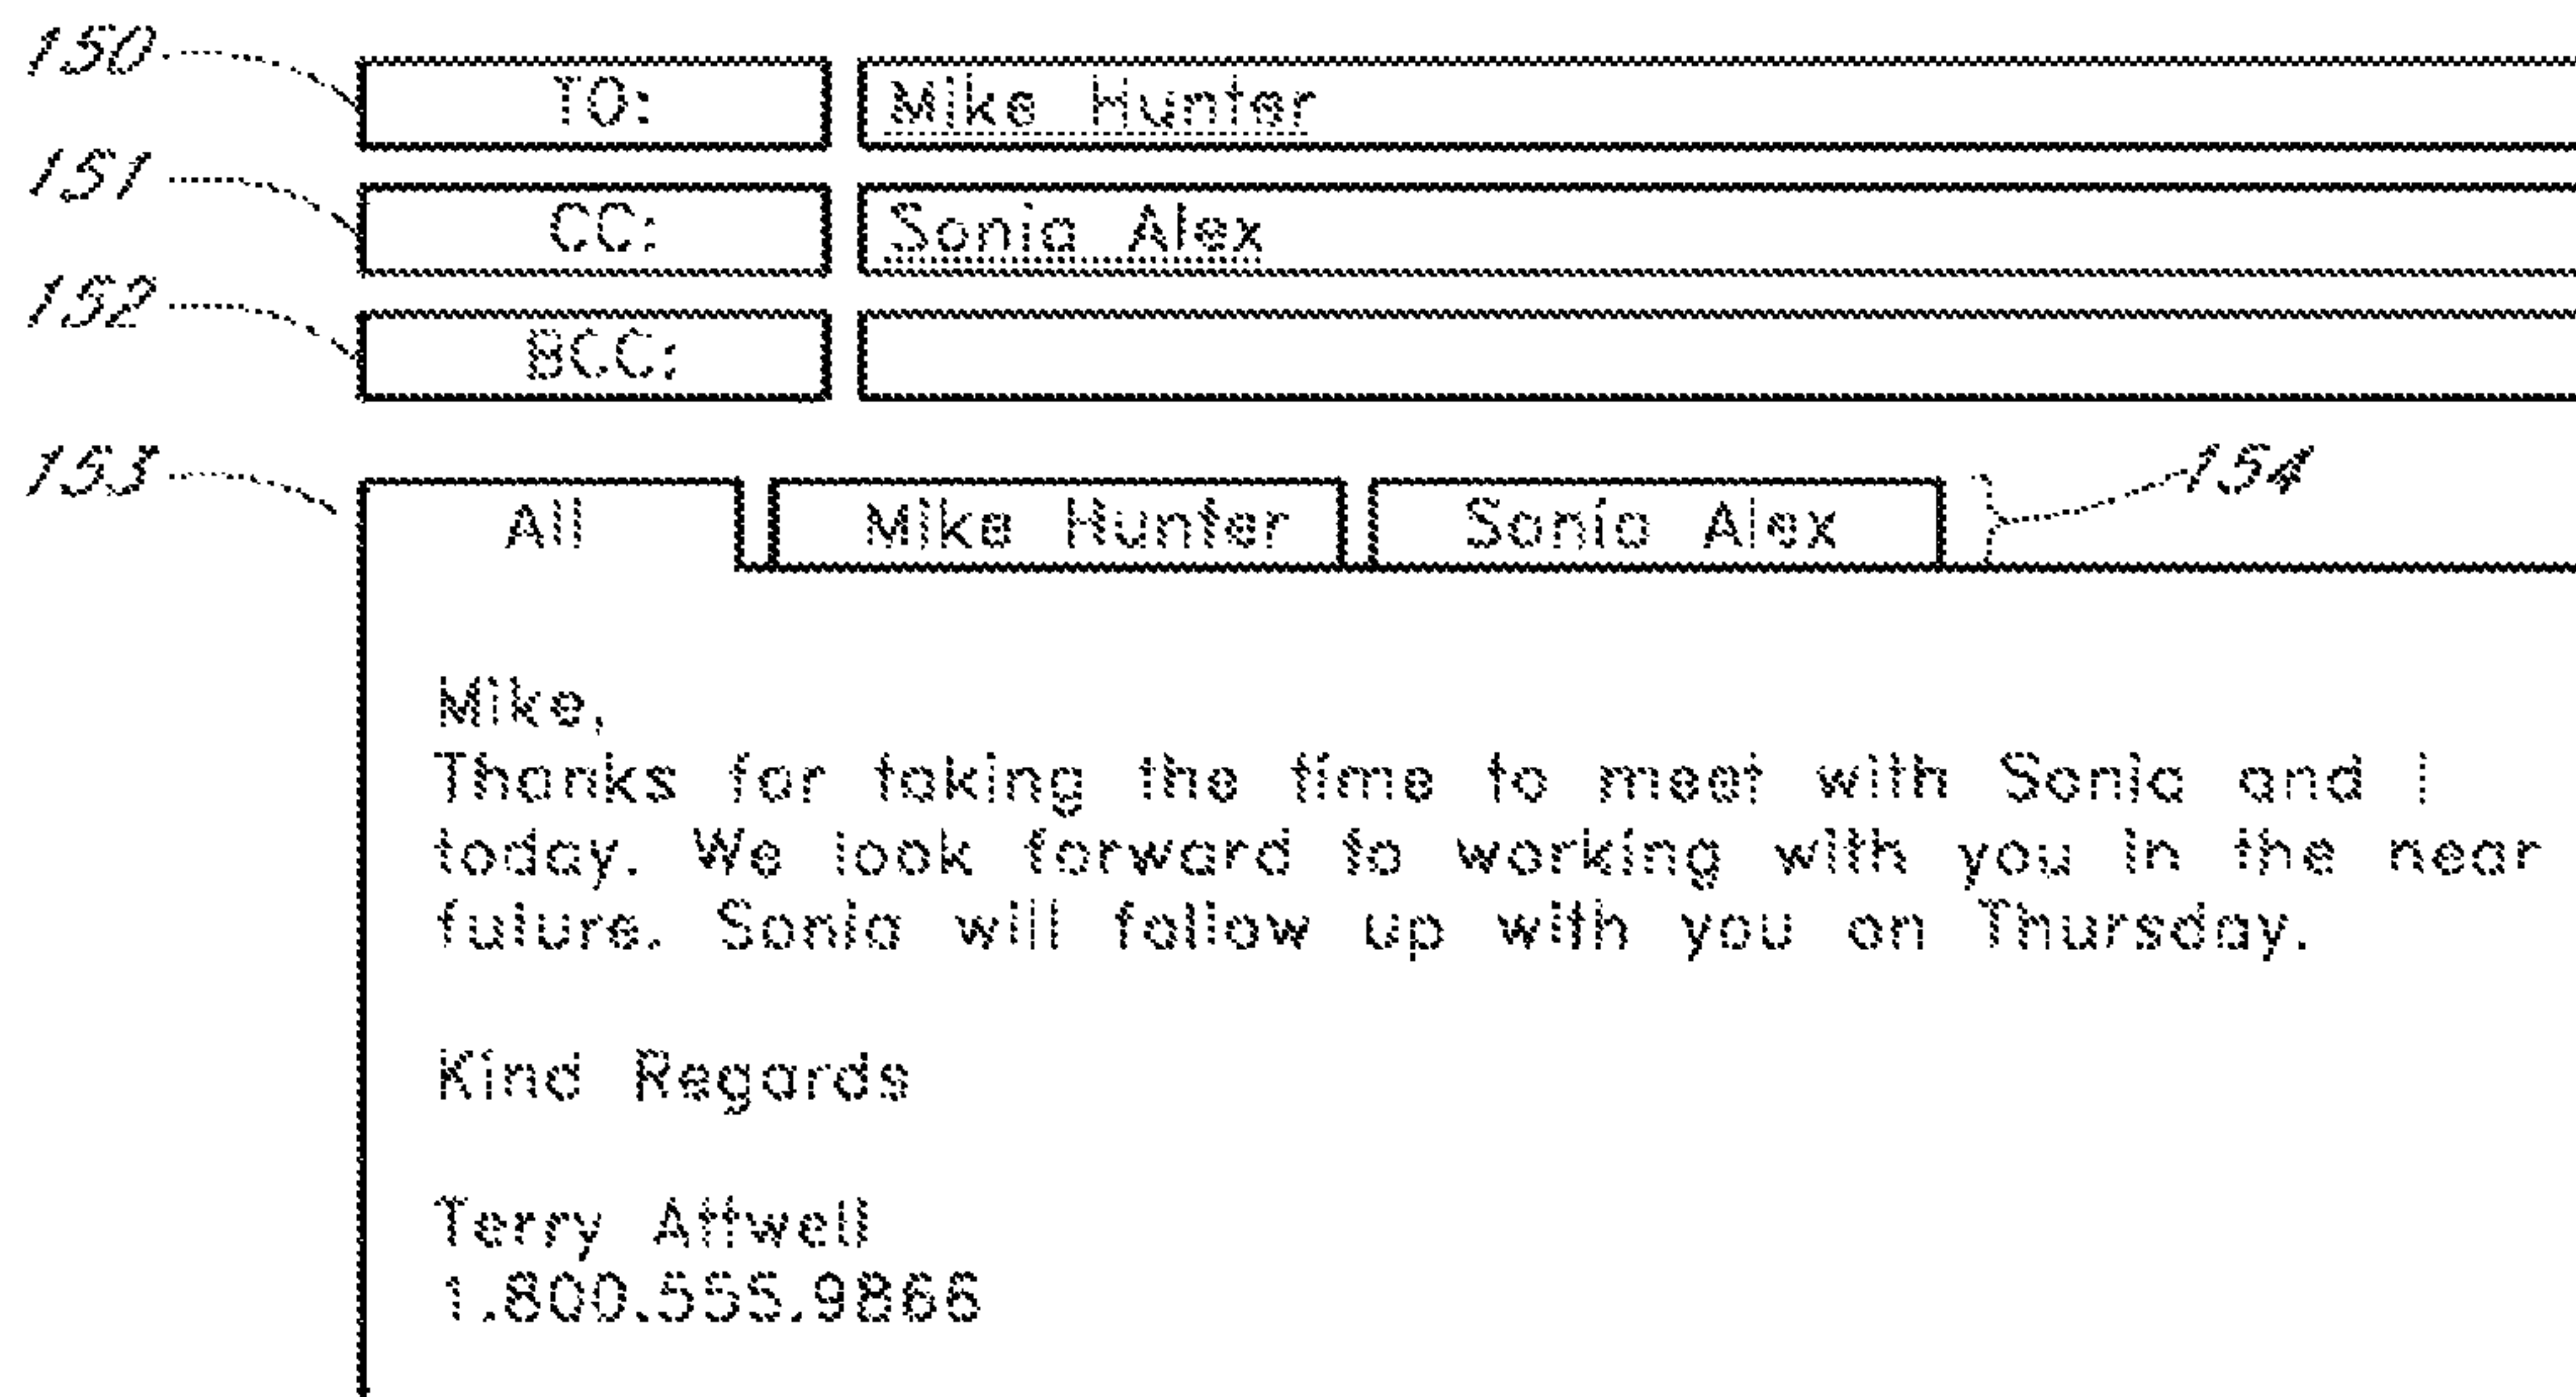 150 TO: Mike Hunter
151 CC: Sonia Alex
152 BCC:
153 All Mike Hunter Sonia Alex 154
Mike,
Thanks for taking the time to meet with Sonia and I
today. We look forward to working with you in the near
future. Sonia will follow up with you on Thursday.
Kind Regards
Terry Attwell
1.800.555.9866